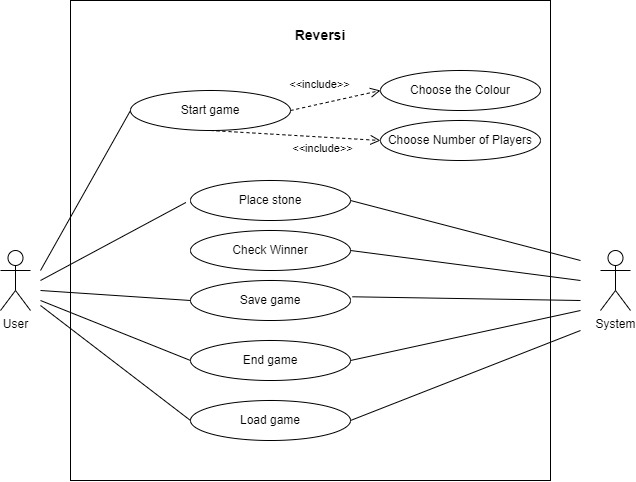 Reversi
<<include>>
Choose the Colour
Start game
Choose Number of Players
<<include>>
Place stone
Check Winner
Save game
User
System
End game
Load game